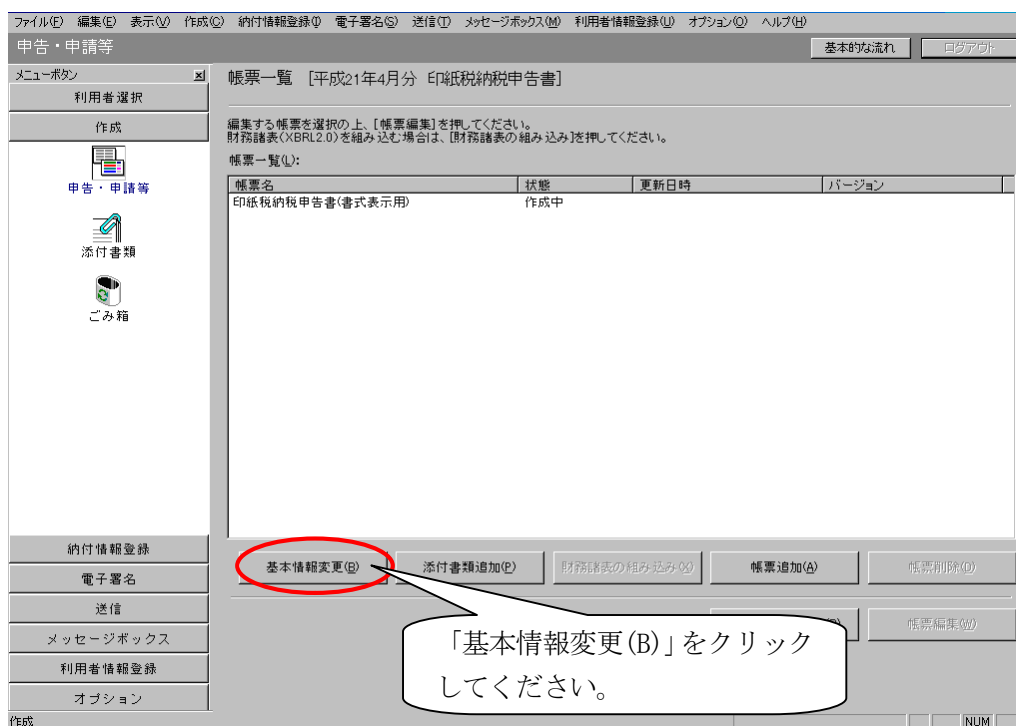 ファイル(F) 編集(E) 表示(V) 作成(C) 納付情報登録(I) 電子署名(S) 送信(T) メッセージボックス(M) 利用者情報登録(U) オプション(O) ヘルプ(H)
申告・申請等
基本的な流れ ログアウト
メニューボタン
利用者選択
作成
申告・申請等
添付書類
ごみ箱
納付情報登録
電子署名
送信
メッセージボックス
利用者情報登録
オプション
帳票一覧 [平成21年4月分 印紙税納税申告書]
編集する帳票を選択の上、[帳票編集]を押してください。
財務諸表(XBRL2.0)を組み込む場合は、[財務諸表の組み込み]を押してください。
帳票一覧(L):
帳票名 状態 更新日時 バージョン
印紙税納税申告書(書式表示用) 作成中
基本情報変更(B) 添付書類追加(P) 財務諸表の組み込み(X) 帳票追加(A) 帳票削除(D)
帳票編集(W)
「基本情報変更(B)」をクリック
してください。
作成 NUM